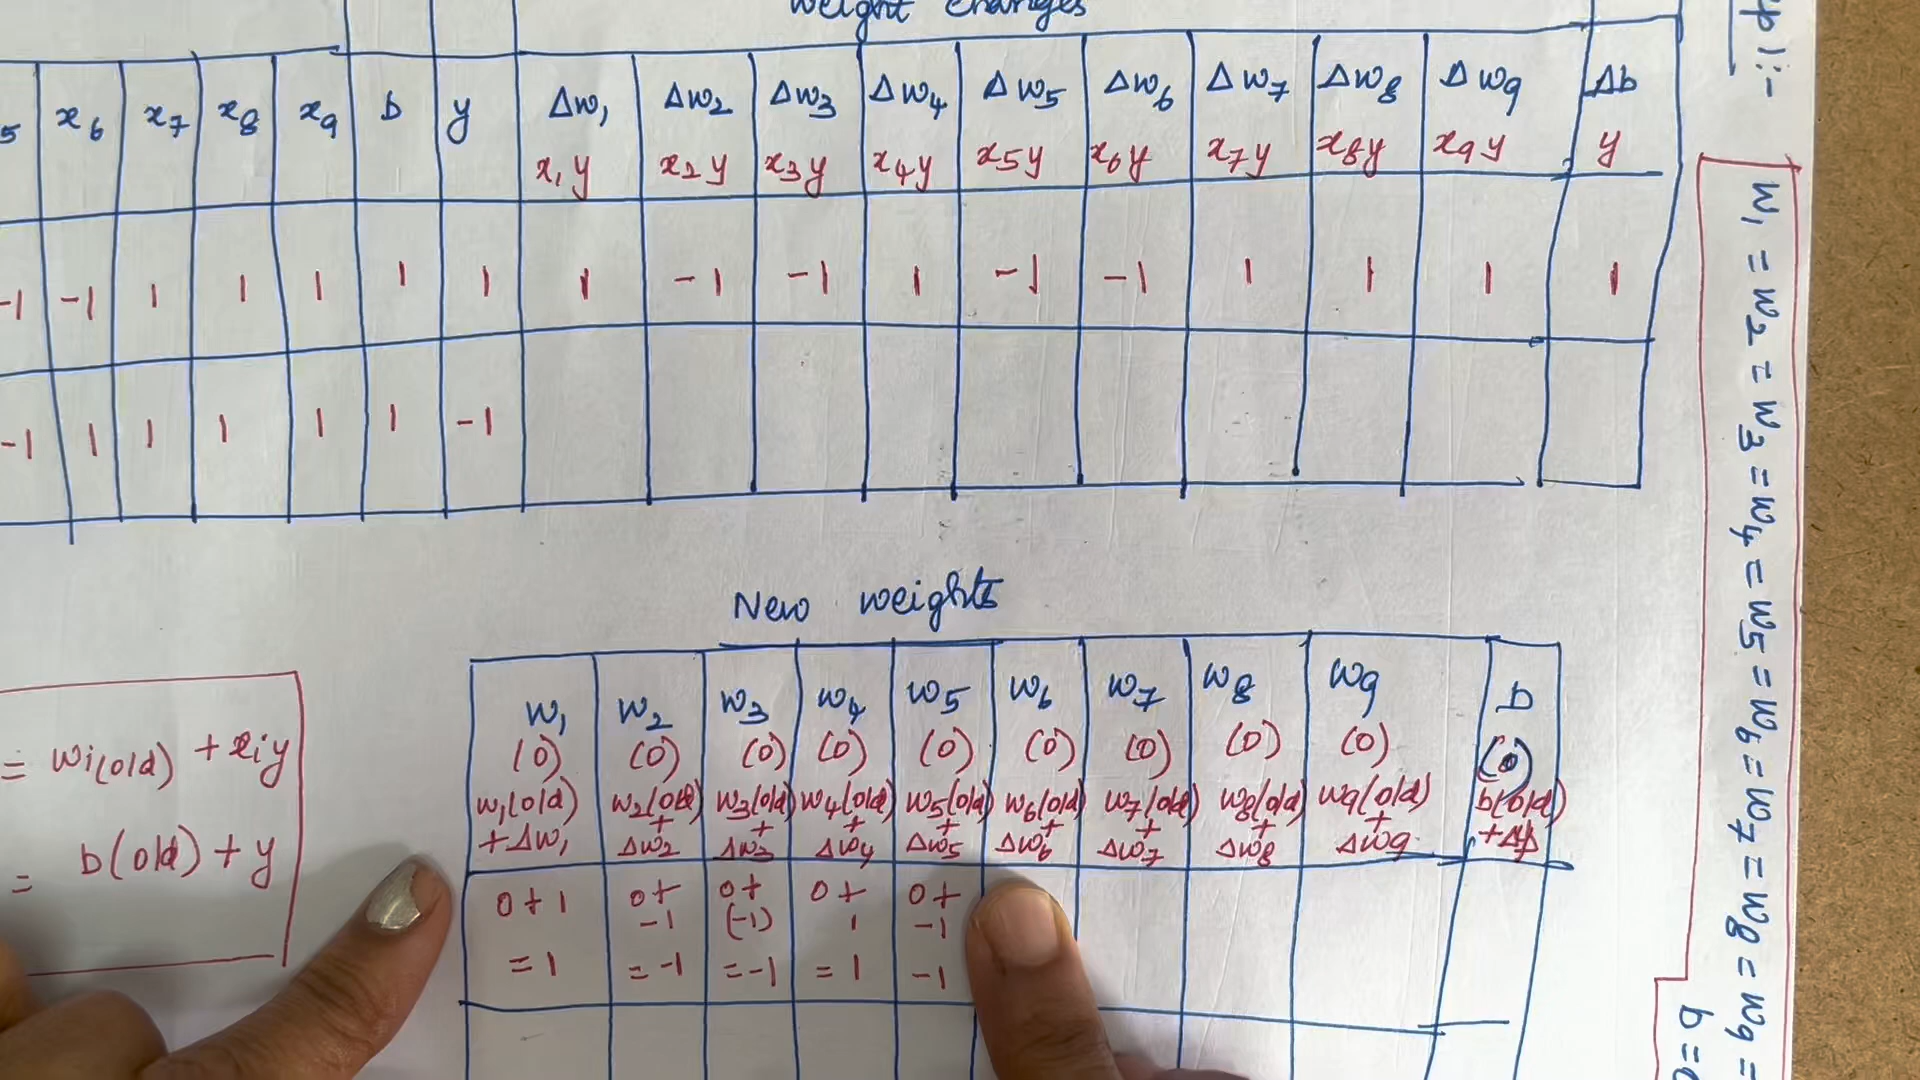 Weight changes
5 x6 x7 x8 x9 b y Δw1 Δw2 Δw3 Δw4 Δw5 Δw6 Δw7 Δw8 Δw9 Δb
x1y x2y x3y x4y x5y x6y x7y x8y x9y y
-1 -1 1 1 1 1 1 1 -1 -1 1 -1 -1 1 1 1 1
-1 1 1 1 1 1 -1
New weights
w1 w2 w3 w4 w5 w6 w7 w8 w9 b
(0) (0) (0) (0) (0) (0) (0) (0) (0) (0)
w1(old) w2(old) w3(old) w4(old) w5(old) w6(old) w7(old) w8(old) w9(old) b(old)
+Δw1 + Δw2 + Δw3 + Δw4 + Δw5 + Δw6 + Δw7 + Δw8 + Δw9
0+1 0+ 0+ 0+ 0+
-1 (-1) 1 -1
=1 =-1 =-1 =1 -1
= wi(old) + xiy
= b(old) + y
:-
w1 = w2 = w3 = w4 = w5 = w6 = w7 = w8 = w9 =
b=